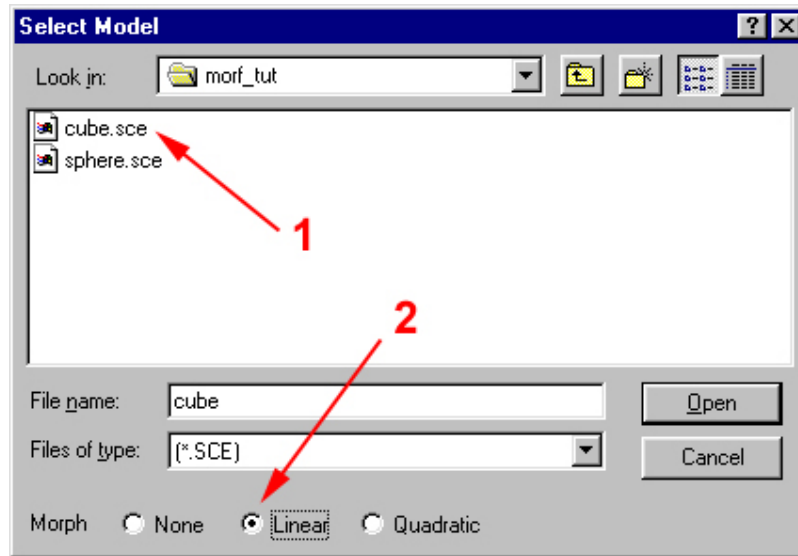 Select Model
Look in: morf_tut
cube.sce
sphere.sce
1
2
File name: cube Open
Files of type: (*.SCE) Cancel
Morph None Linear Quadratic